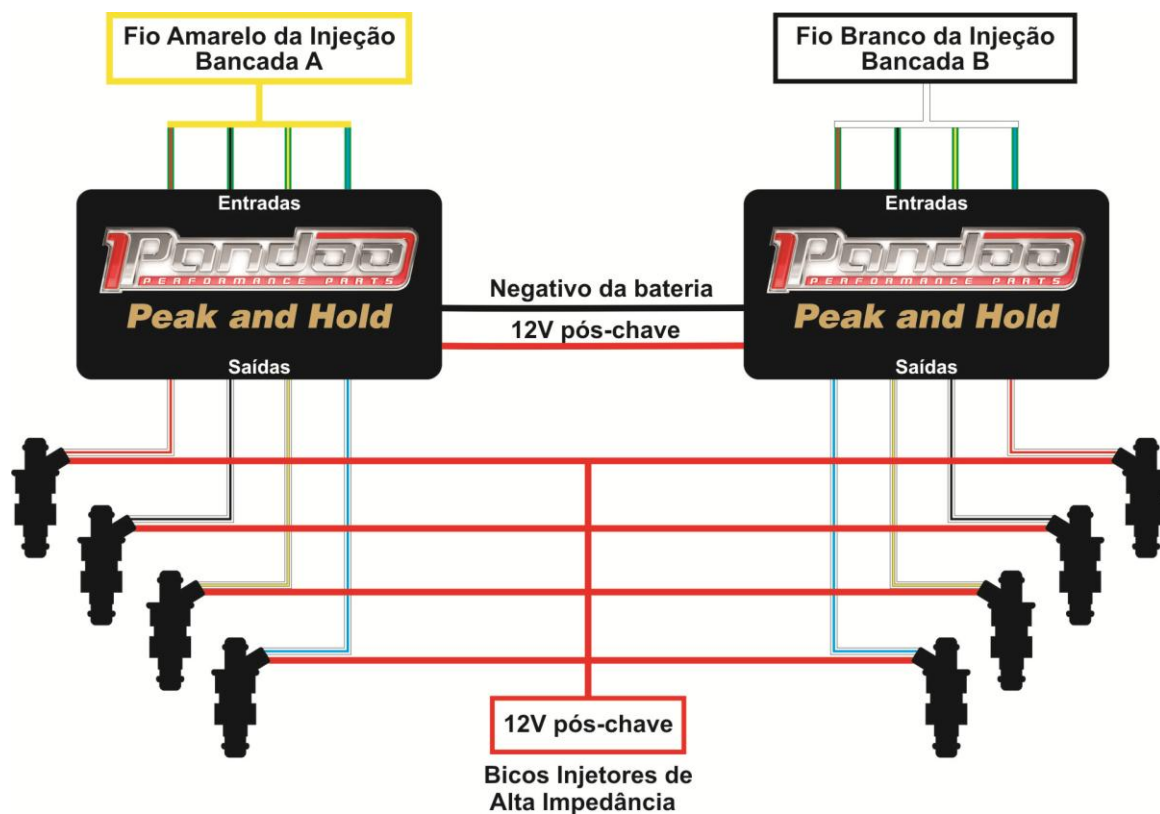 Fio Amarelo da Injeção
Bancada A
Fio Branco da Injeção
Bancada B
Entradas
1Pandoo
PERFORMANCE PARTS
Peak and Hold
Saídas
Negativo da bateria
12V pós-chave
Entradas
1Pandoo
PERFORMANCE PARTS
Peak and Hold
Saídas
12V pós-chave
Bicos Injetores de
Alta Impedância